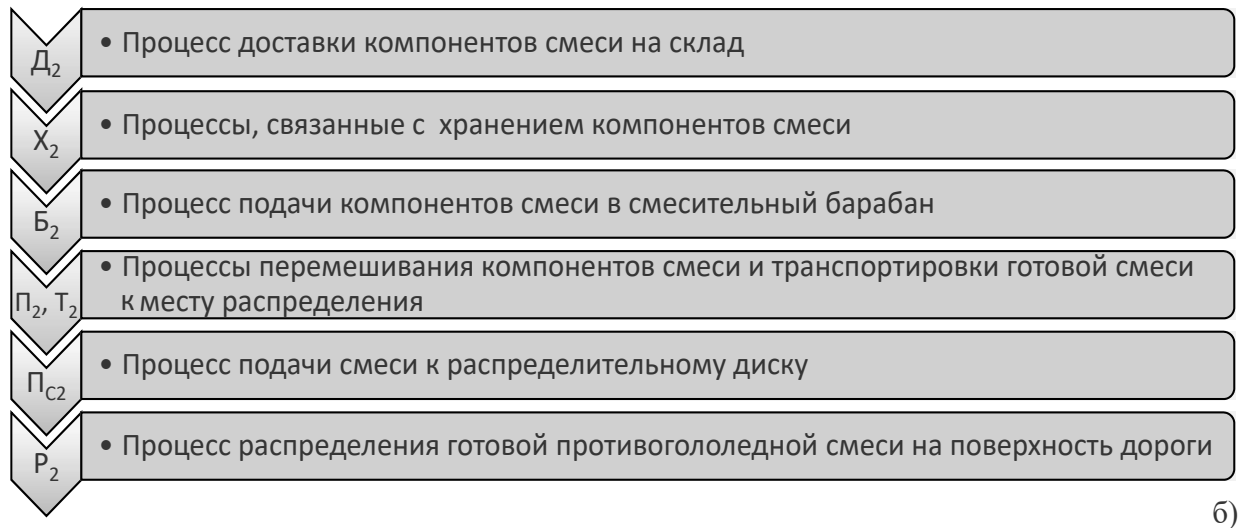 Д2
• Процесс доставки компонентов смеси на склад
Х2
• Процессы, связанные с хранением компонентов смеси
Б2
• Процесс подачи компонентов смеси в смесительный барабан
П2, Т2
• Процессы перемешивания компонентов смеси и транспортировки готовой смеси
к месту распределения
ПС2
• Процесс подачи смеси к распределительному диску
Р2
• Процесс распределения готовой противогололедной смеси на поверхность дороги
б)